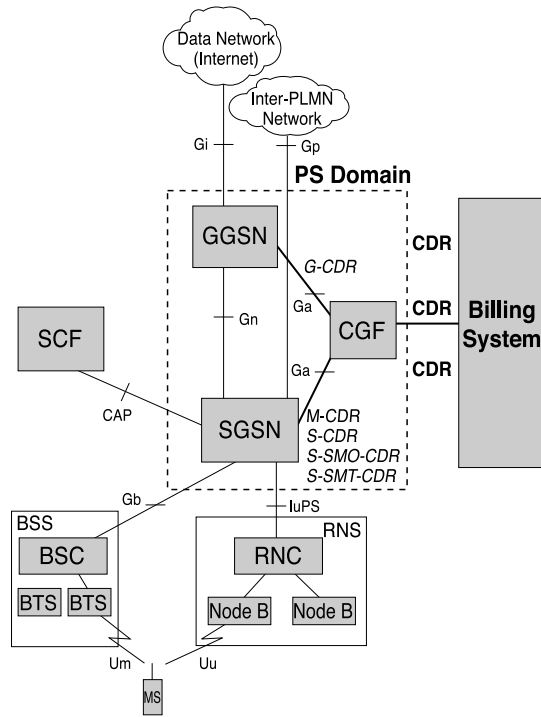 Data Network
(Internet)
Inter-PLMN
Network
Gi
Gp
PS Domain
GGSN
G-CDR
CDR
Ga
Gn
CGF
CDR
Billing
System
SCF
Ga
CDR
CAP
SGSN
M-CDR
S-CDR
S-SMO-CDR
S-SMT-CDR
Gb
IuPS
BSS
RNS
BSC
RNC
BTS
BTS
Node B
Node B
Um
Uu
MS